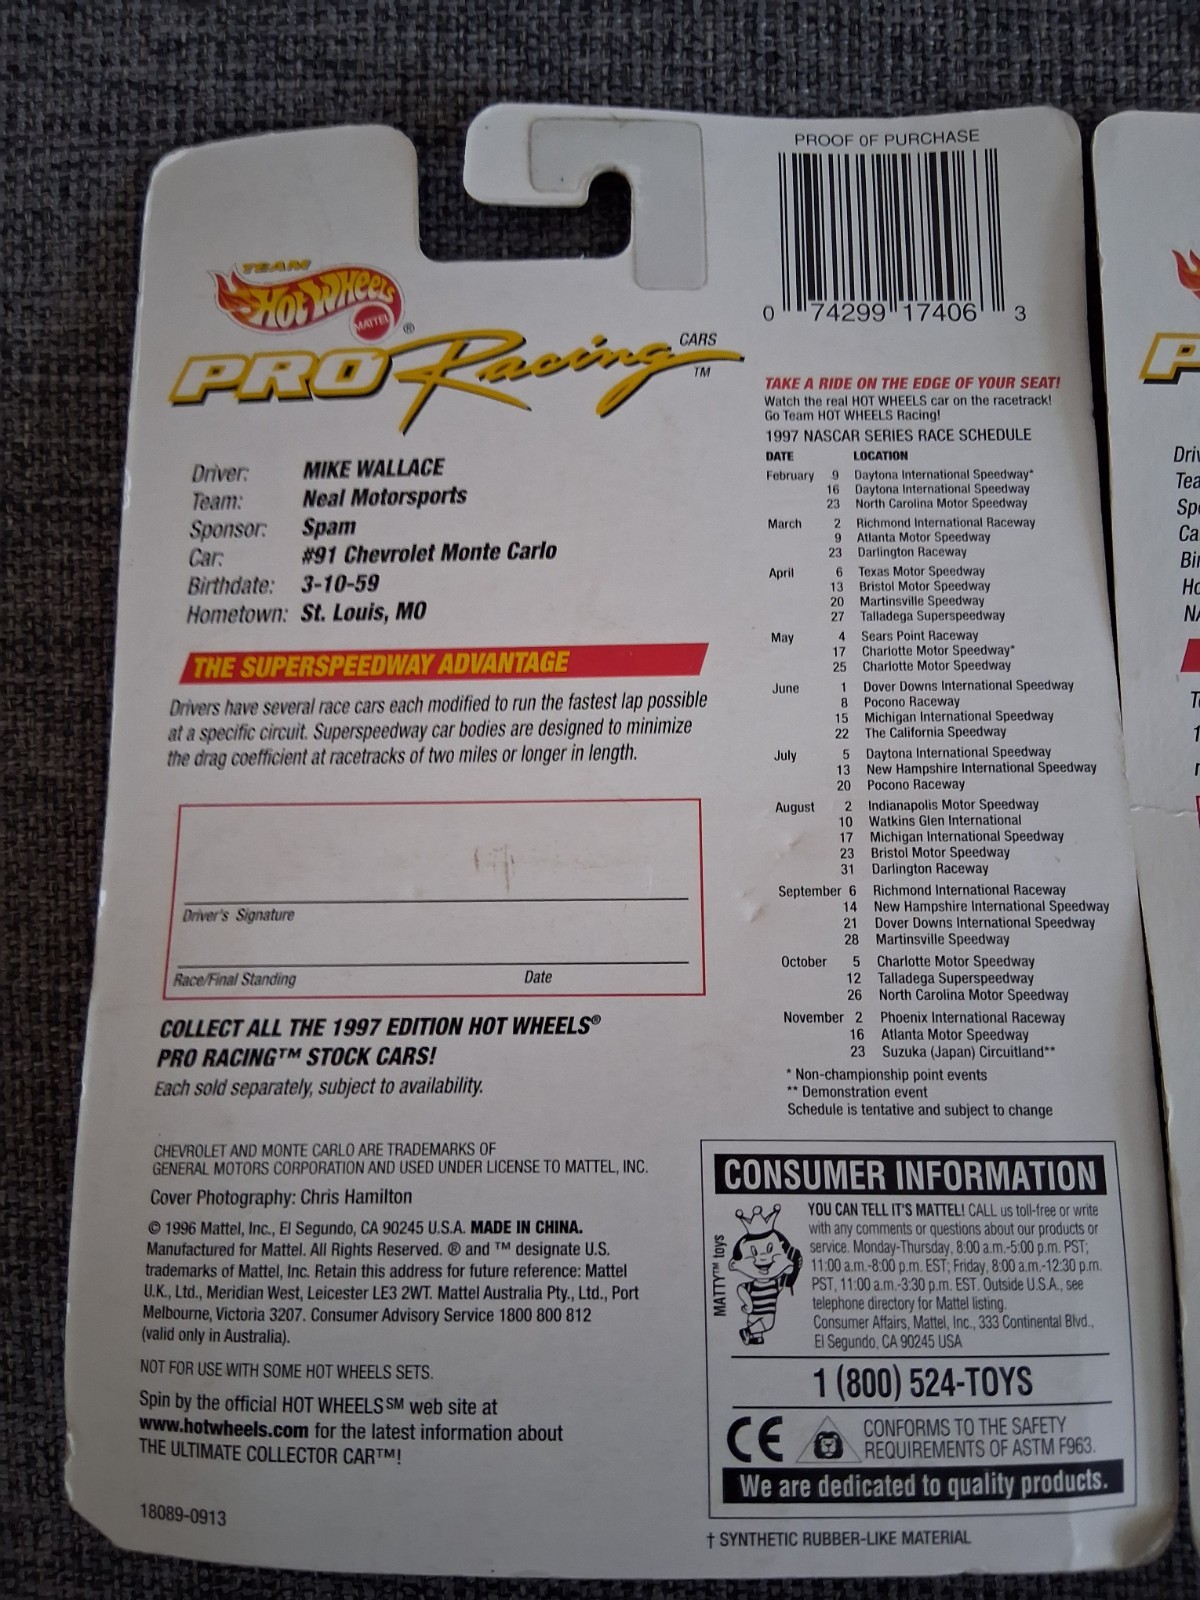 PROOF OF PURCHASE
0 74299 17406 3
TEAM
Hot Wheels
MATTEL
®
PRO Racing CARS
TM
Driver: MIKE WALLACE
Team: Neal Motorsports
Sponsor: Spam
Car: #91 Chevrolet Monte Carlo
Birthdate: 3-10-59
Hometown: St. Louis, MO
THE SUPERSPEEDWAY ADVANTAGE
Drivers have several race cars each modified to run the fastest lap possible
at a specific circuit. Superspeedway car bodies are designed to minimize
the drag coefficient at racetracks of two miles or longer in length.
Driver's Signature
Race/Final Standing Date
COLLECT ALL THE 1997 EDITION HOT WHEELS®
PRO RACING™ STOCK CARS!
Each sold separately, subject to availability.
CHEVROLET AND MONTE CARLO ARE TRADEMARKS OF
GENERAL MOTORS CORPORATION AND USED UNDER LICENSE TO MATTEL, INC.
Cover Photography: Chris Hamilton
© 1996 Mattel, Inc., El Segundo, CA 90245 U.S.A. MADE IN CHINA.
Manufactured for Mattel. All Rights Reserved. ® and ™ designate U.S.
trademarks of Mattel, Inc. Retain this address for future reference: Mattel
U.K., Ltd., Meridian West, Leicester LE3 2WT. Mattel Australia Pty., Ltd., Port
Melbourne, Victoria 3207. Consumer Advisory Service 1800 800 812
(valid only in Australia).
NOT FOR USE WITH SOME HOT WHEELS SETS.
Spin by the official HOT WHEELS℠ web site at
www.hotwheels.com for the latest information about
THE ULTIMATE COLLECTOR CAR™!
18089-0913
TAKE A RIDE ON THE EDGE OF YOUR SEAT!
Watch the real HOT WHEELS car on the racetrack!
Go Team HOT WHEELS Racing!
1997 NASCAR SERIES RACE SCHEDULE
DATE LOCATION
February 9 Daytona International Speedway*
16 Daytona International Speedway
23 North Carolina Motor Speedway
March 2 Richmond International Raceway
9 Atlanta Motor Speedway
23 Darlington Raceway
April 6 Texas Motor Speedway
13 Bristol Motor Speedway
20 Martinsville Speedway
27 Talladega Superspeedway
May 4 Sears Point Raceway
17 Charlotte Motor Speedway*
25 Charlotte Motor Speedway
June 1 Dover Downs International Speedway
8 Pocono Raceway
15 Michigan International Speedway
22 The California Speedway
July 5 Daytona International Speedway
13 New Hampshire International Speedway
20 Pocono Raceway
August 2 Indianapolis Motor Speedway
10 Watkins Glen International
17 Michigan International Speedway
23 Bristol Motor Speedway
31 Darlington Raceway
September 6 Richmond International Raceway
14 New Hampshire International Speedway
21 Dover Downs International Speedway
28 Martinsville Speedway
October 5 Charlotte Motor Speedway
12 Talladega Superspeedway
26 North Carolina Motor Speedway
November 2 Phoenix International Raceway
16 Atlanta Motor Speedway
23 Suzuka (Japan) Circuitland**
* Non-championship point events
** Demonstration event
Schedule is tentative and subject to change
CONSUMER INFORMATION
MATTY™ toys
YOU CAN TELL IT'S MATTEL! CALL us toll-free or write
with any comments or questions about our products or
service. Monday-Thursday, 8:00 a.m.-5:00 p.m. PST;
11:00 a.m.-8:00 p.m. EST; Friday, 8:00 a.m.-12:30 p.m.
PST, 11:00 a.m.-3:30 p.m. EST. Outside U.S.A., see
telephone directory for Mattel listing.
Consumer Affairs, Mattel, Inc., 333 Continental Blvd.,
El Segundo, CA 90245 USA
1 (800) 524-TOYS
CE
CONFORMS TO THE SAFETY
REQUIREMENTS OF ASTM F963.
We are dedicated to quality products.
† SYNTHETIC RUBBER-LIKE MATERIAL